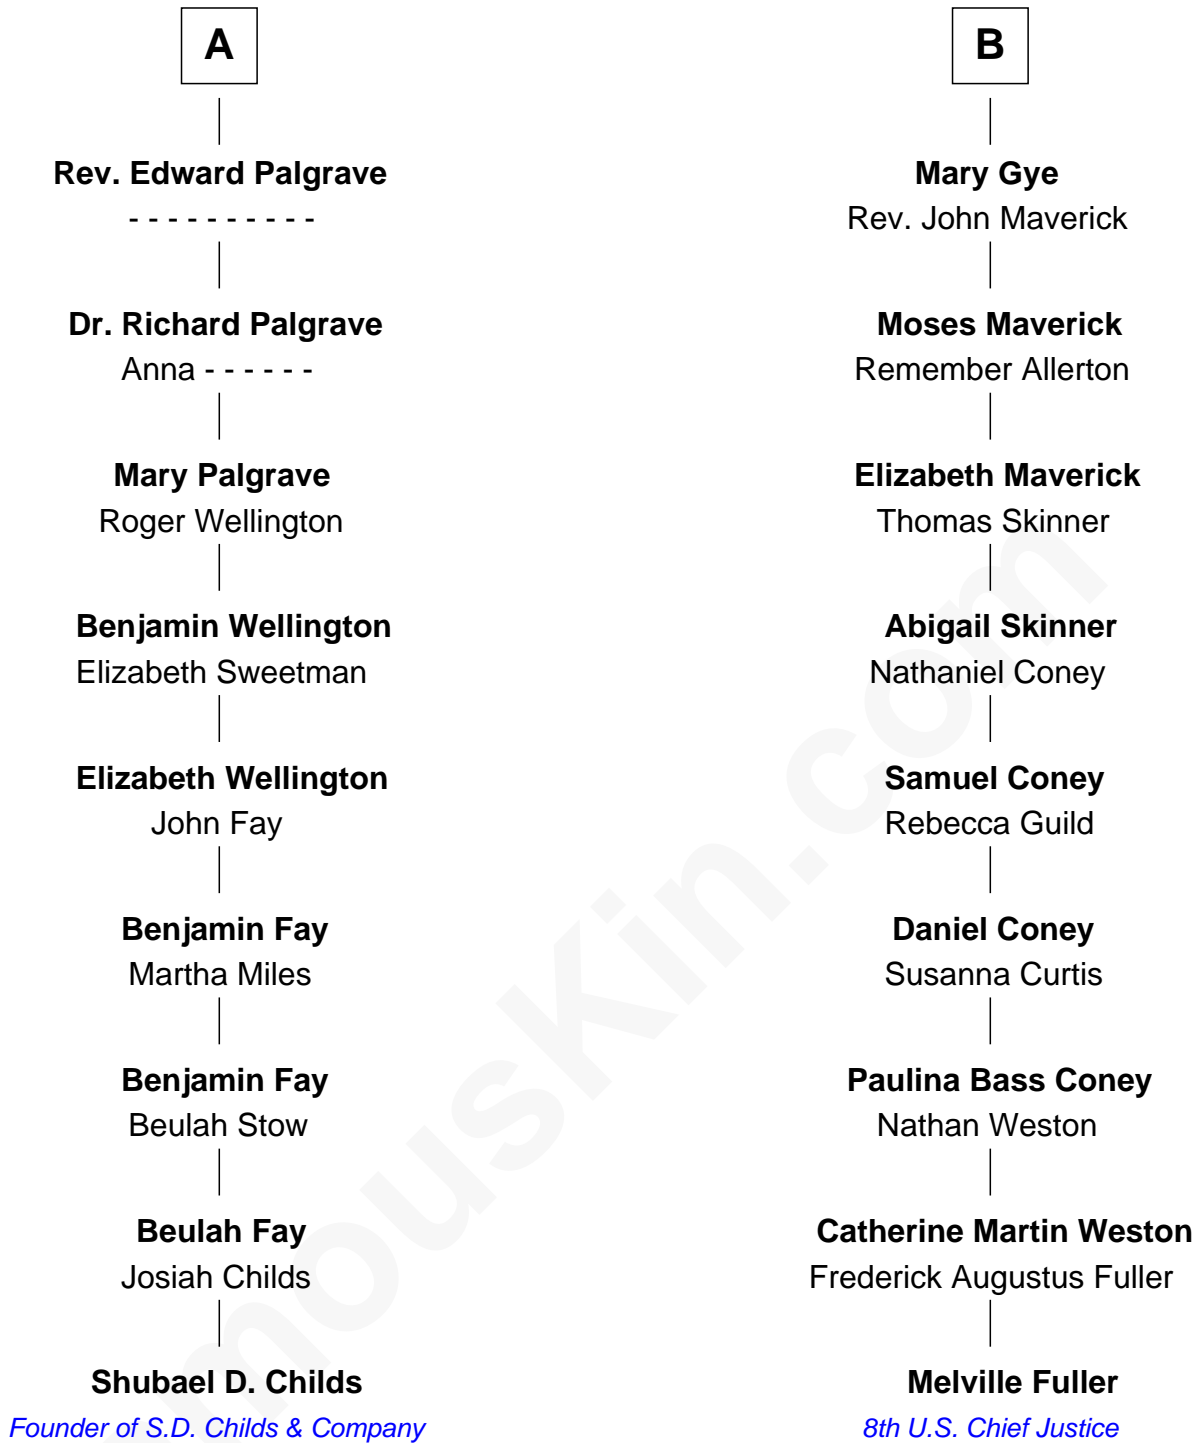 A
Rev. Edward Palgrave
- - - - - - - - - -
Dr. Richard Palgrave
Anna - - - - - -
Mary Palgrave
Roger Wellington
Benjamin Wellington
Elizabeth Sweetman
Elizabeth Wellington
John Fay
Benjamin Fay
Martha Miles
Benjamin Fay
Beulah Stow
Beulah Fay
Josiah Childs
Shubael D. Childs
Founder of S.D. Childs & Company
B
Mary Gye
Rev. John Maverick
Moses Maverick
Remember Allerton
Elizabeth Maverick
Thomas Skinner
Abigail Skinner
Nathaniel Coney
Samuel Coney
Rebecca Guild
Daniel Coney
Susanna Curtis
Paulina Bass Coney
Nathan Weston
Catherine Martin Weston
Frederick Augustus Fuller
Melville Fuller
8th U.S. Chief Justice
mousKin.com